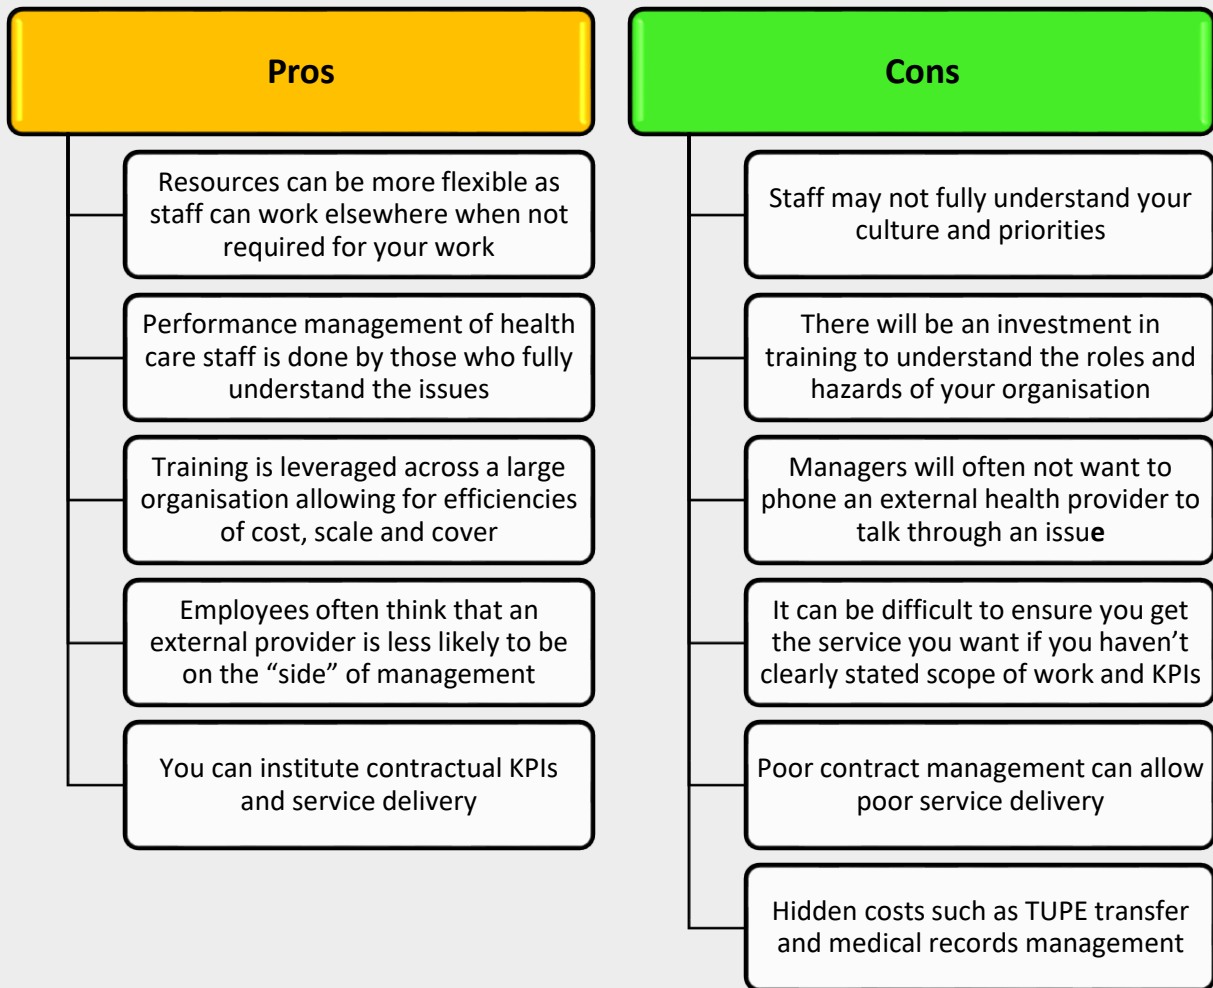 Pros
Resources can be more flexible as
staff can work elsewhere when not
required for your work
Performance management of health
care staff is done by those who fully
understand the issues
Training is leveraged across a large
organisation allowing for efficiencies
of cost, scale and cover
Employees often think that an
external provider is less likely to be
on the “side” of management
You can institute contractual KPIs
and service delivery
Cons
Staff may not fully understand your
culture and priorities
There will be an investment in
training to understand the roles and
hazards of your organisation
Managers will often not want to
phone an external health provider to
talk through an issue
It can be difficult to ensure you get
the service you want if you haven’t
clearly stated scope of work and KPIs
Poor contract management can allow
poor service delivery
Hidden costs such as TUPE transfer
and medical records management